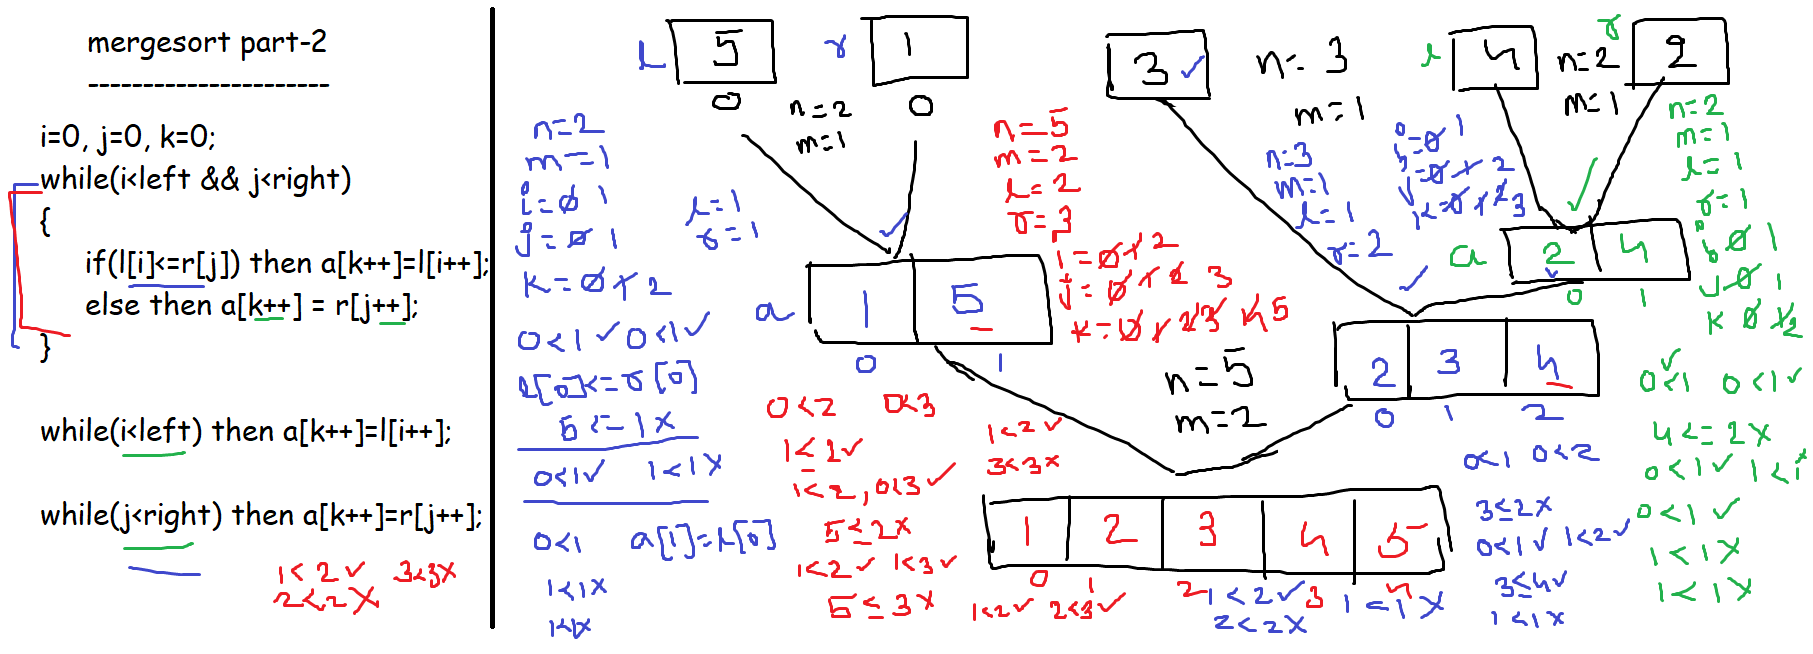 mergesort part-2
----------------------
i=0, j=0, k=0;
while(i<left && j<right)
{
if(l[i]<=r[j]) then a[k++]=l[i++];
else then a[k++] = r[j++];
}
while(i<left) then a[k++]=l[i++];
while(j<right) then a[k++]=r[j++];
1<2✓ 3<3x
2<2x
l 5 r 1
0 0
n=2
m=1
n=2
m=1
i=0 1
j=0 1
k=0 1 2
l=1
r=1
0<1✓ 0<1✓
l[0]<=r[0]
5<=1x
0<1✓ 1<1x
0<1 a[1]=l[0]
1<1x
1<1x
a 1 5
0 1
n=5
m=2
l=2
r=3
i=0 1 2
j=0 1 2 3
k=0 1 2 3 4 5
0<2 0<3
1≤2✓
1<2, 0<3✓
5≤2x
1<2✓ 1<3✓
5≤3x
1<2✓ 2<3✓
1<2✓
3<3x
n=5
m=2
1 2 3 4 5
0 1 2 3 4
3✓
n=3
m=1
n=3
m=1
l=1
r=2
i=0 1
j=0 1 2
k=0 1 2 3
2 3 4
0 1 2
0<1 0<2
3≤2x
0<1✓ 1<2✓
3≤4✓
1<1x
1<2✓ 1<1x
2<2x
l 4 r 2
n=2
m=1
a 2 4
0 1
n=2
m=1
l=1
r=1
i 0 1
j=0 1
k 0 1 2
0<1✓ 0<1✓
4<=2x
0<1✓ 1<1x
0<1✓
1<1x
1<1x